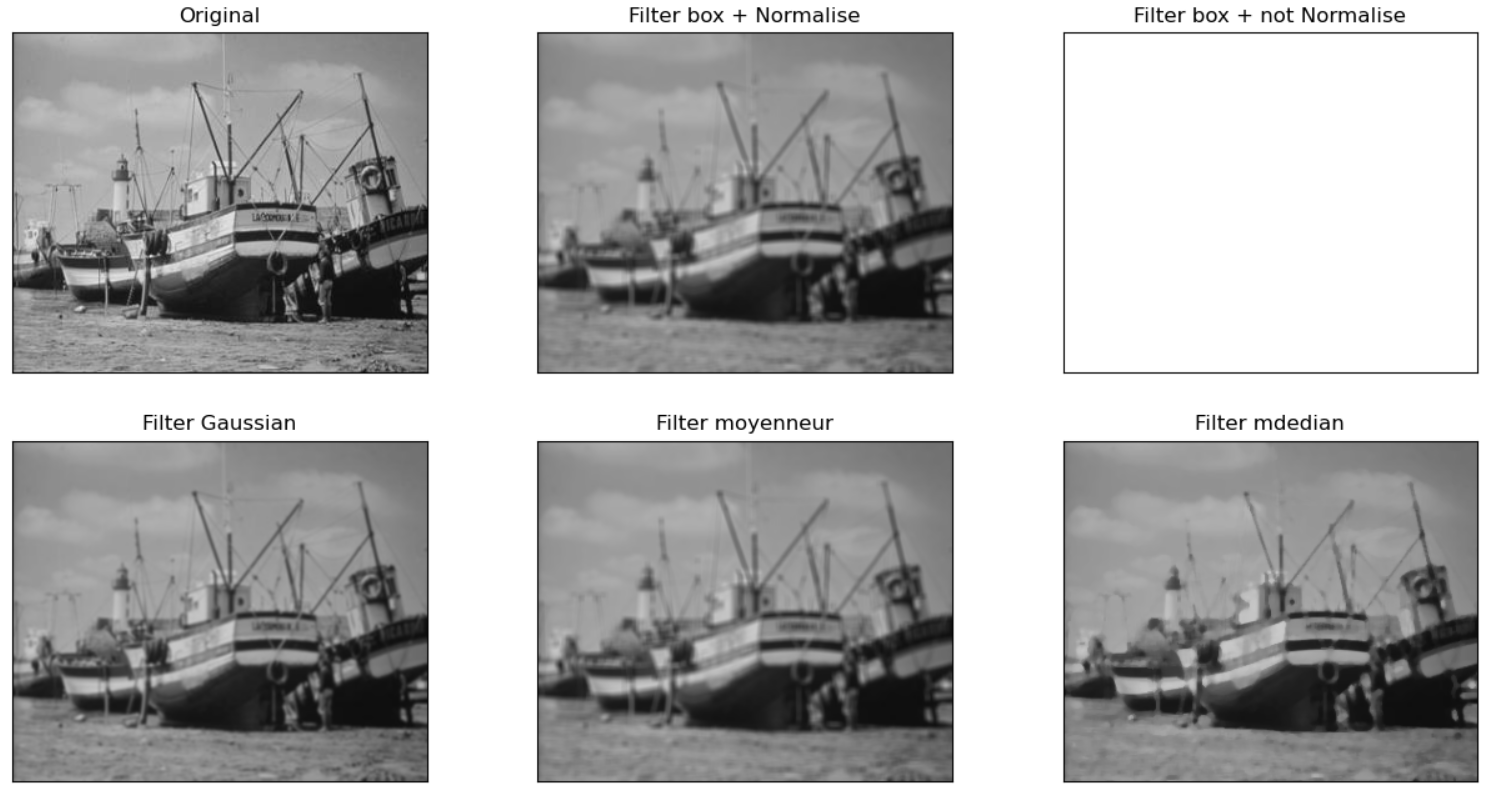 Original
Filter box + Normalise
Filter box + not Normalise
Filter Gaussian
Filter moyenneur
Filter mdedian